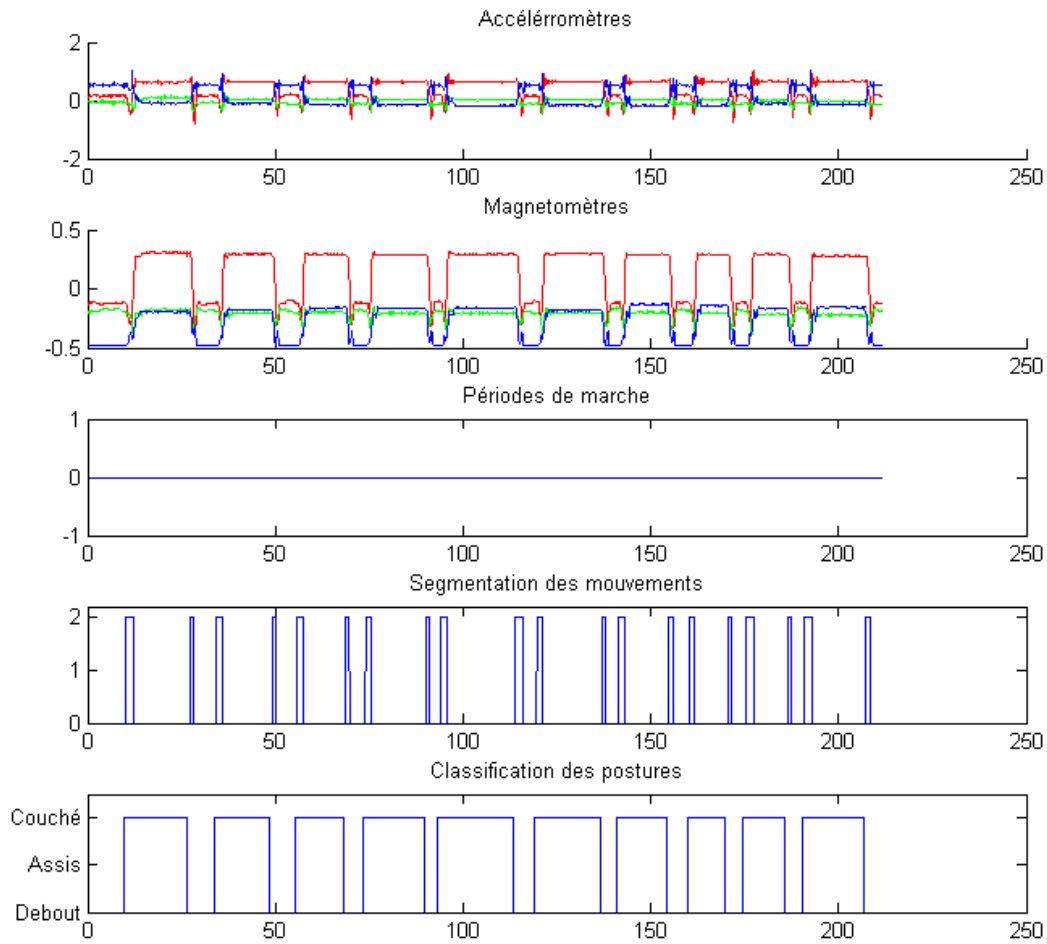 Accélérromètres
2
0
-2
0 50 100 150 200 250
Magnetomètres
0.5
0
-0.5
0 50 100 150 200 250
Périodes de marche
1
0
-1
0 50 100 150 200 250
Segmentation des mouvements
2
1
0
0 50 100 150 200 250
Classification des postures
Couché
Assis
Debout
0 50 100 150 200 250